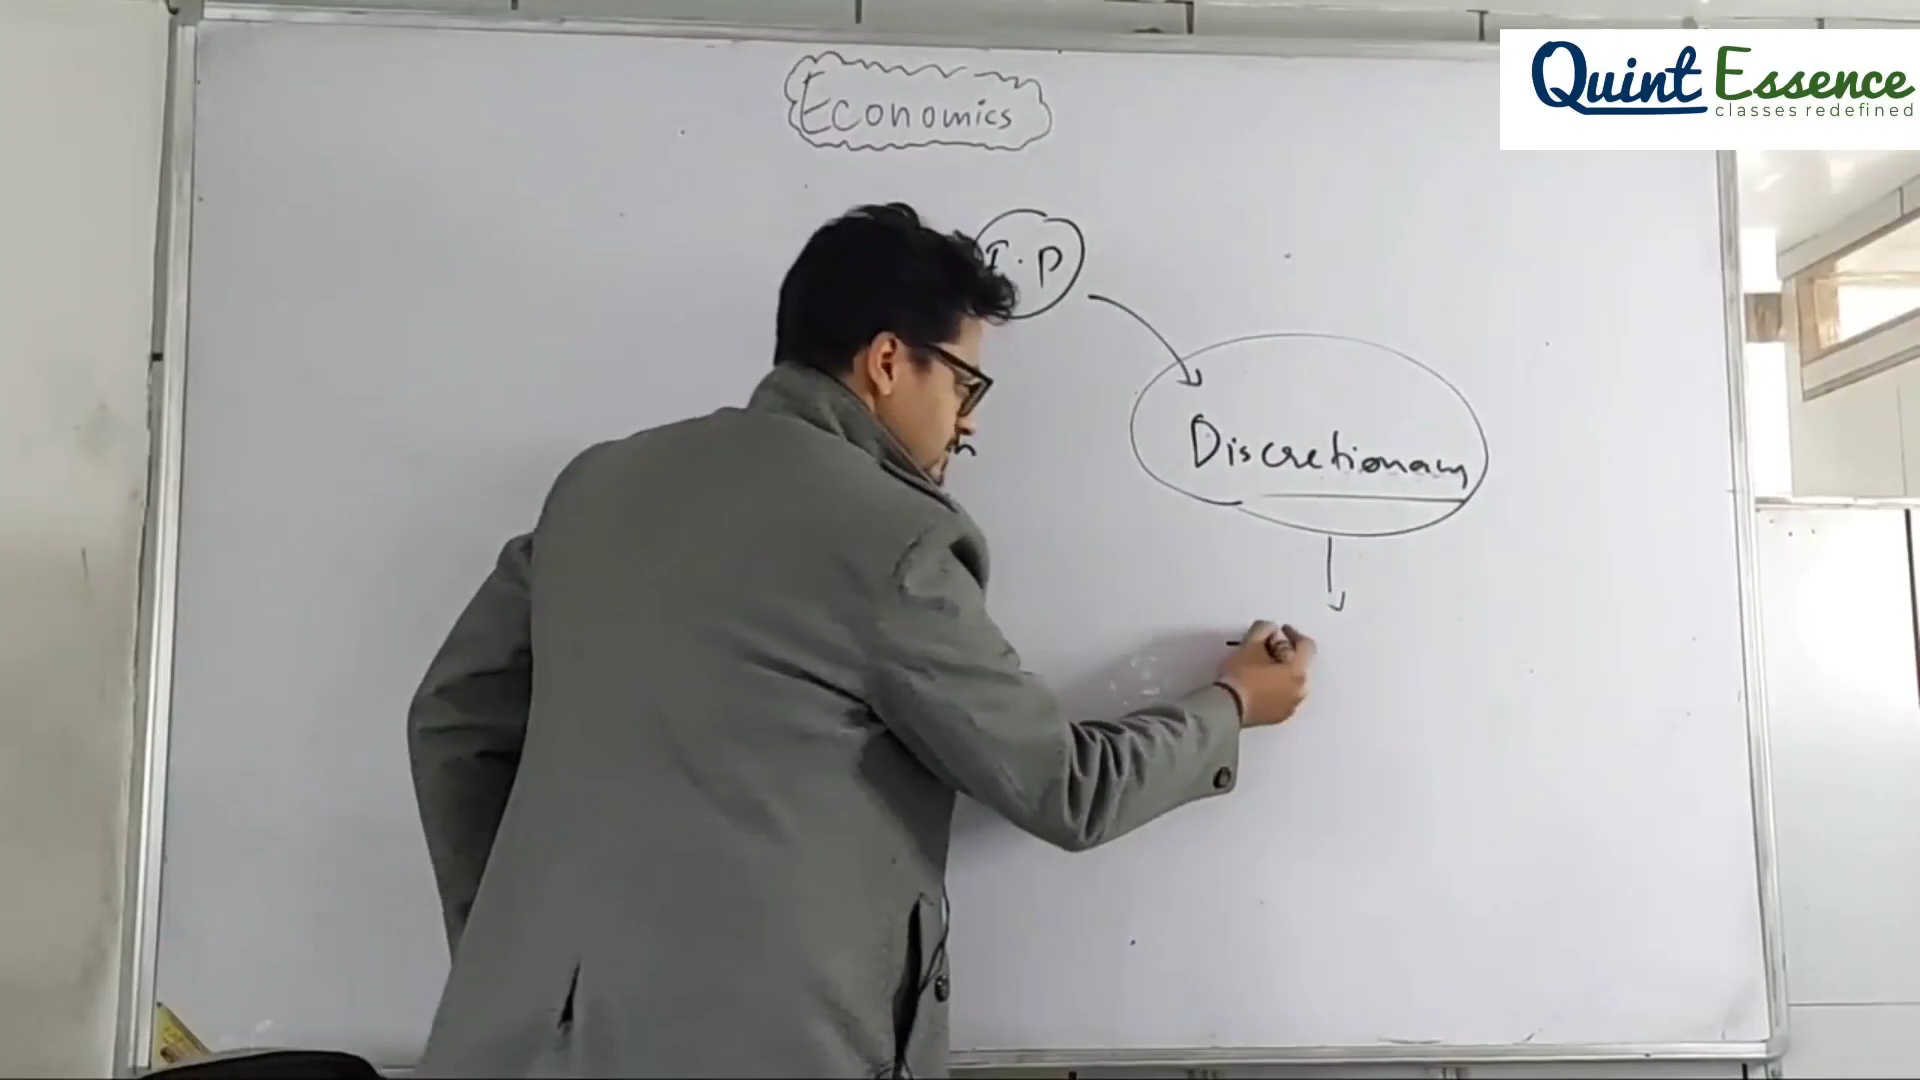 Quint Essence
classes redefined
Economics
F.P
Discretionary